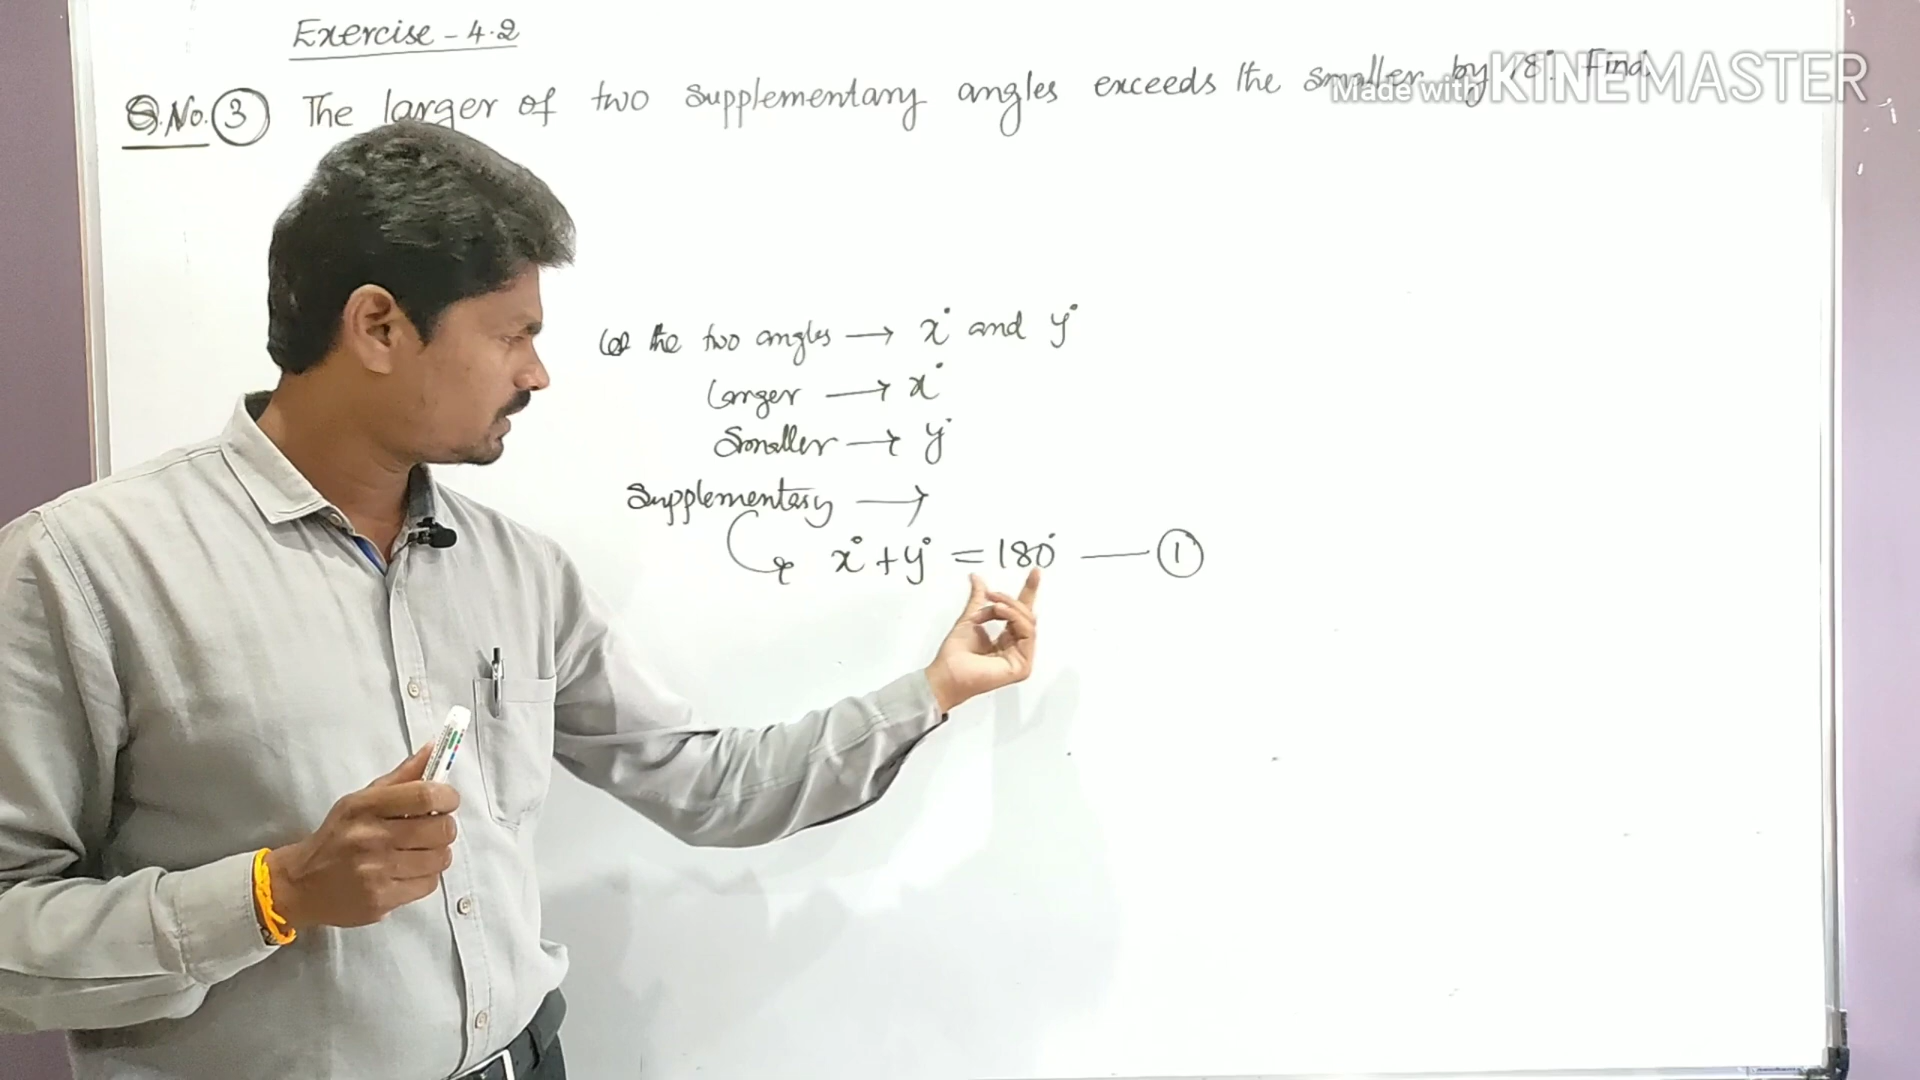 Exercise - 4.2
Q.No. 3 The larger of two supplementary angles exceeds the smaller by 18°. Find
Made with KINEMASTER
Let the two angles → x° and y°
Larger → x°
Smaller → y°
Supplementary →
x° + y° = 180° — 1